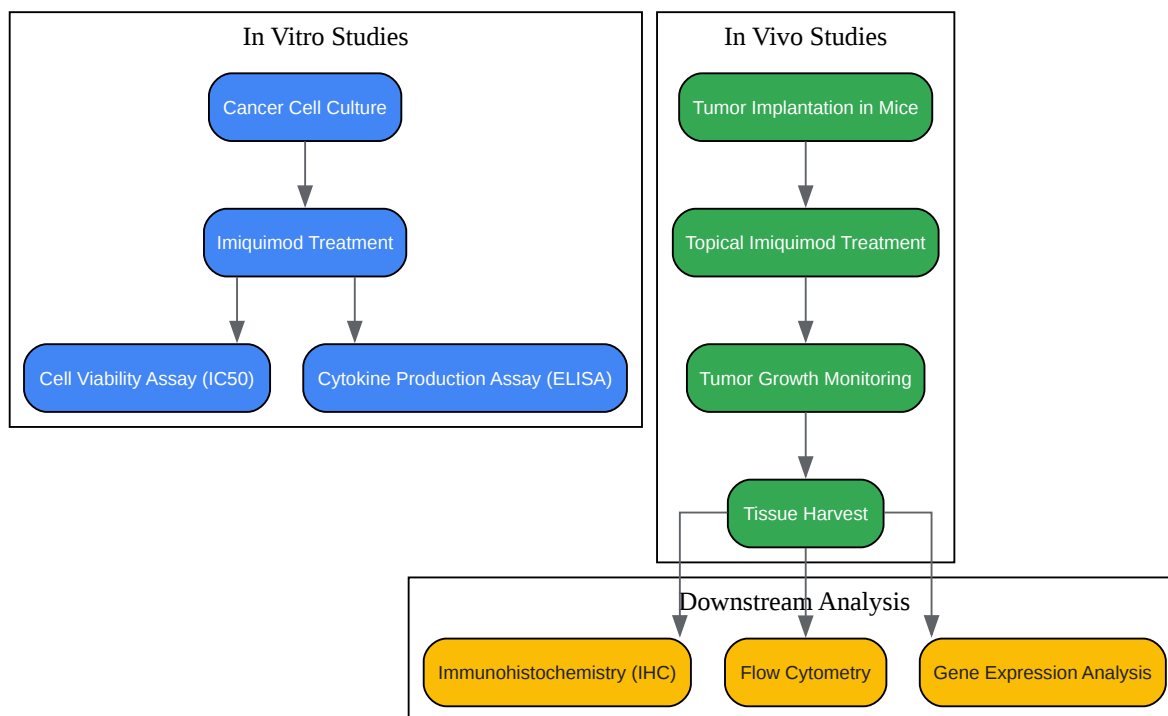 In Vitro Studies
Cancer Cell Culture
Imiquimod Treatment
Cell Viability Assay (IC50)
Cytokine Production Assay (ELISA)
In Vivo Studies
Tumor Implantation in Mice
Topical Imiquimod Treatment
Tumor Growth Monitoring
Tissue Harvest
Downstream Analysis
Immunohistochemistry (IHC)
Flow Cytometry
Gene Expression Analysis